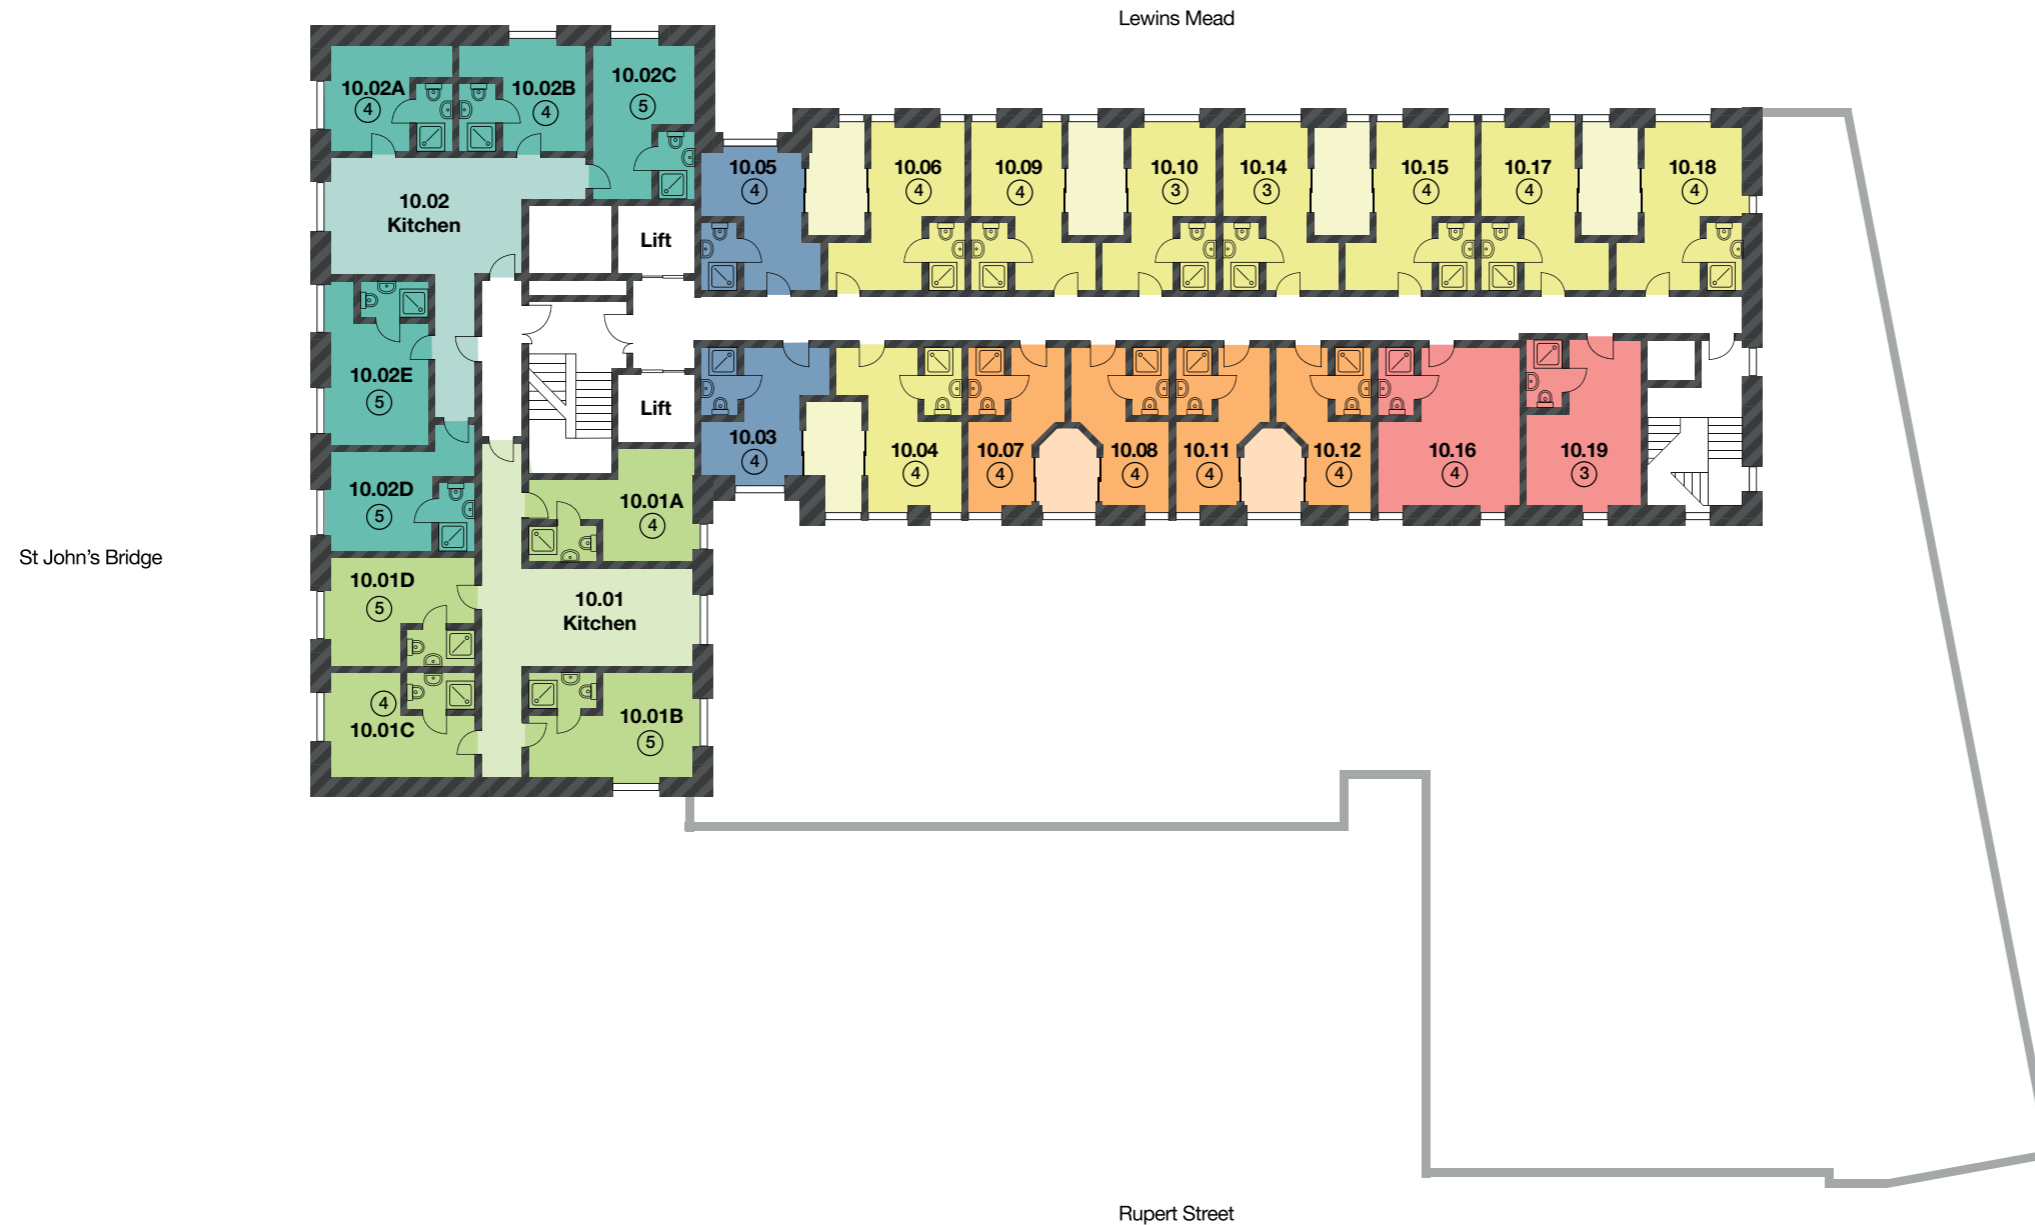 Lewins Mead
10.02A
4
10.02B
4
10.02C
5
10.05
4
10.06
4
10.09
4
10.10
3
10.14
3
10.15
4
10.17
4
10.18
4
10.02
Kitchen
Lift
10.02E
5
Lift
10.03
4
10.04
4
10.07
4
10.08
4
10.11
4
10.12
4
10.16
4
10.19
3
10.02D
5
10.01A
4
St John’s Bridge
10.01D
5
10.01
Kitchen
4
10.01C
10.01B
5
Rupert Street